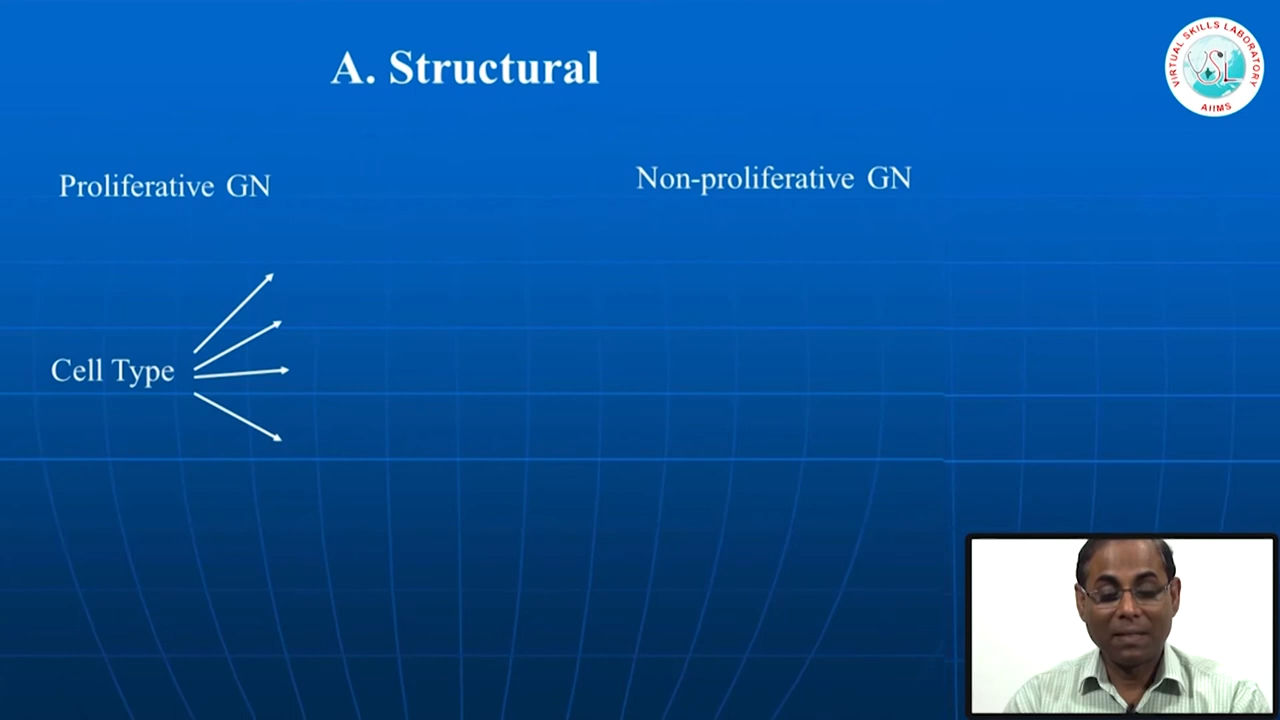 A. Structural
VIRTUAL SKILLS LABORATORY
VSL
AIIMS
Proliferative GN
Non-proliferative GN
Cell Type